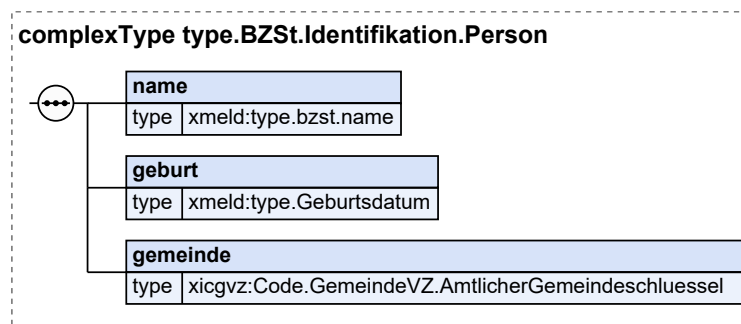 complexType type.BZSt.Identifikation.Person
name
type xmeld:type.bzst.name
geburt
type xmeld:type.Geburtsdatum
gemeinde
type xicgvz:Code.GemeindeVZ.AmtlicherGemeindeschluessel